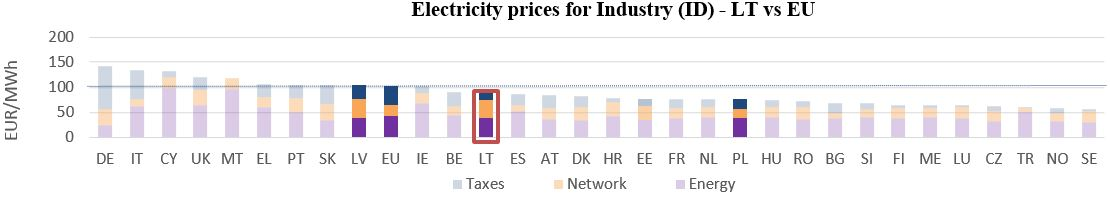 Electricity prices for Industry (ID) - LT vs EU
200
150
100
50
0
EUR/MWh
DE IT CY UK MT EL PT SK LV EU IE BE LT ES AT DK HR EE FR NL PL HU RO BG SI FI ME LU CZ TR NO SE
Taxes Network Energy